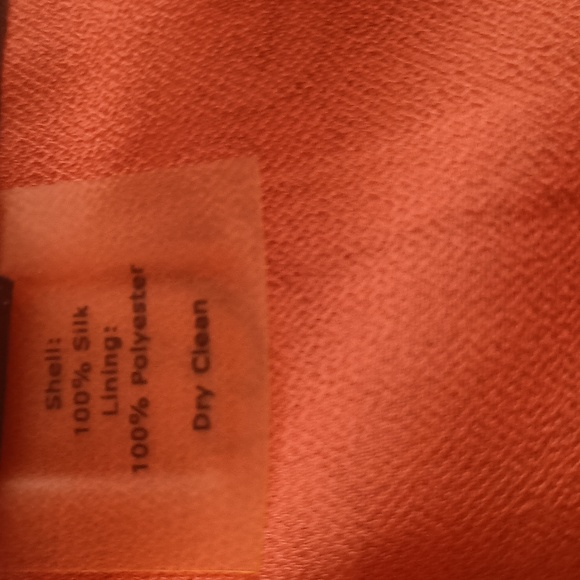 Shell:
100% Silk
Lining:
100% Polyester
Dry Clean